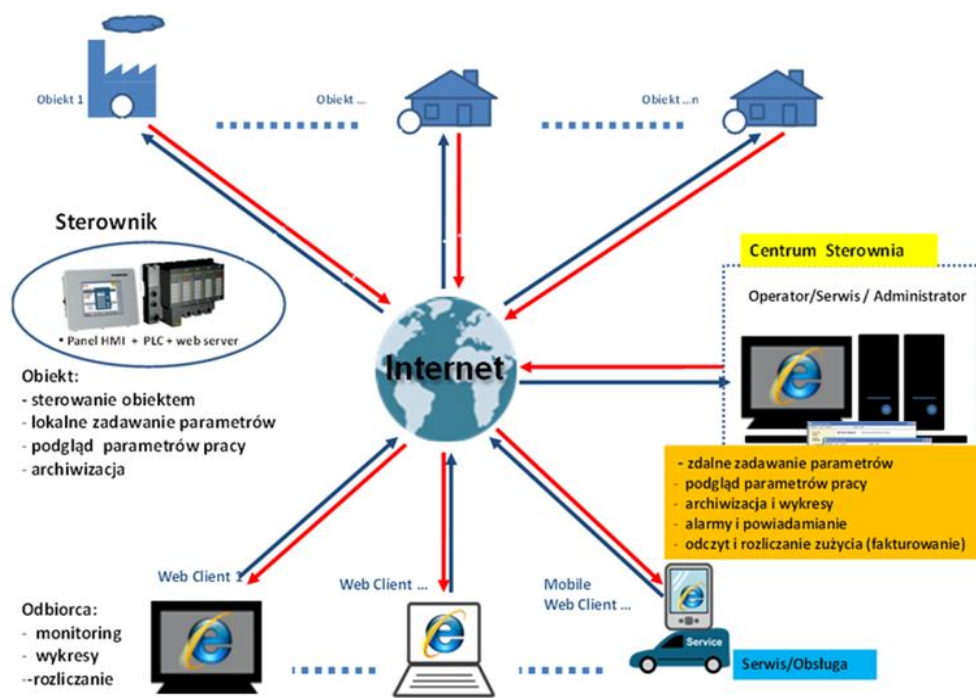 Obiekt 1
Obiekt ...
Obiekt ...n
Sterownik
• Panel HMI + PLC + web server
Obiekt:
- sterowanie obiektem
- lokalne zadawanie parametrów
- podgląd parametrów pracy
- archiwizacja
Internet
Centrum Sterownia
Operator/Serwis / Administrator
- zdalne zadawanie parametrów
- podgląd parametrów pracy
- archiwizacja i wykresy
- alarmy i powiadamianie
- odczyt i rozliczanie zużycia (fakturowanie)
Web Client 1
Web Client ...
Mobile
Web Client ...
Odbiorca:
- monitoring
- wykresy
--rozliczanie
Service
Serwis/Obsługa